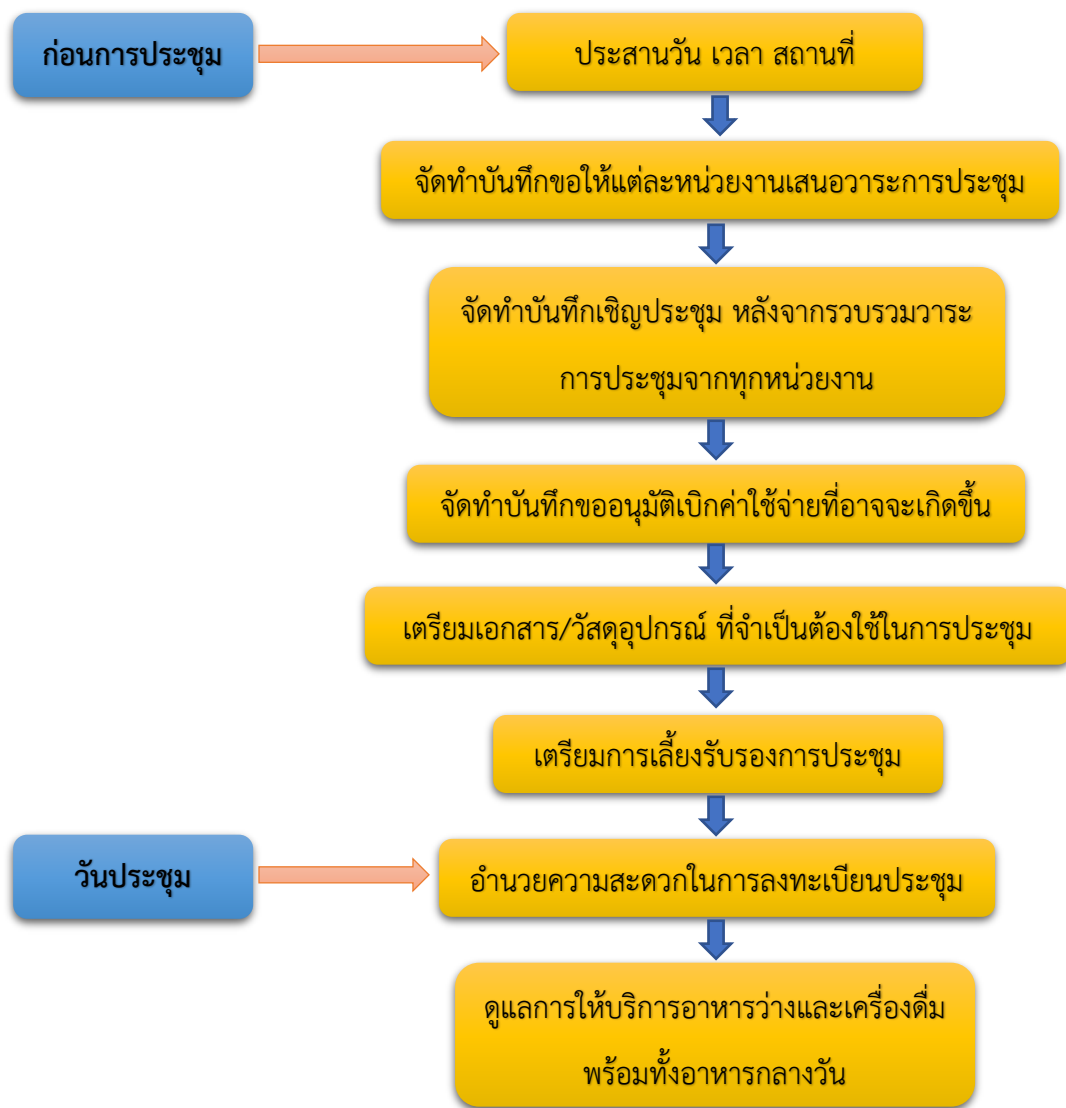 ก่อนการประชุม
ประสานวัน เวลา สถานที่
จัดทำบันทึกขอให้แต่ละหน่วยงานเสนอวาระการประชุม
จัดทำบันทึกเชิญประชุม หลังจากรวบรวมวาระ
การประชุมจากทุกหน่วยงาน
จัดทำบันทึกขออนุมัติเบิกค่าใช้จ่ายที่อาจจะเกิดขึ้น
เตรียมเอกสาร/วัสดุอุปกรณ์ ที่จำเป็นต้องใช้ในการประชุม
เตรียมการเลี้ยงรับรองการประชุม
วันประชุม
อำนวยความสะดวกในการลงทะเบียนประชุม
ดูแลการให้บริการอาหารว่างและเครื่องดื่ม
พร้อมทั้งอาหารกลางวัน